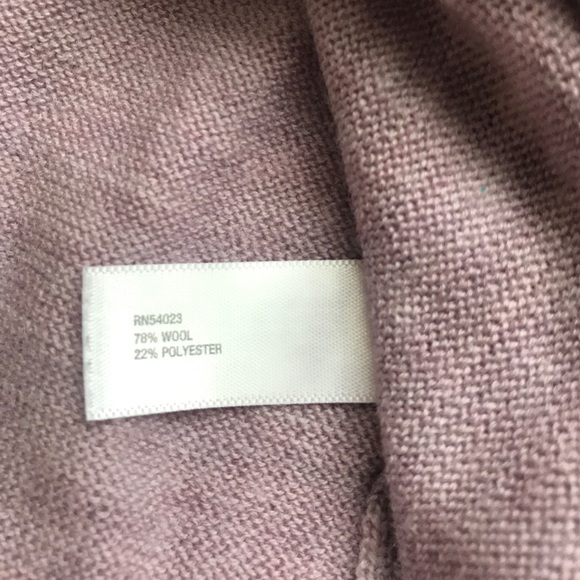 RN54023
78% WOOL
22% POLYESTER